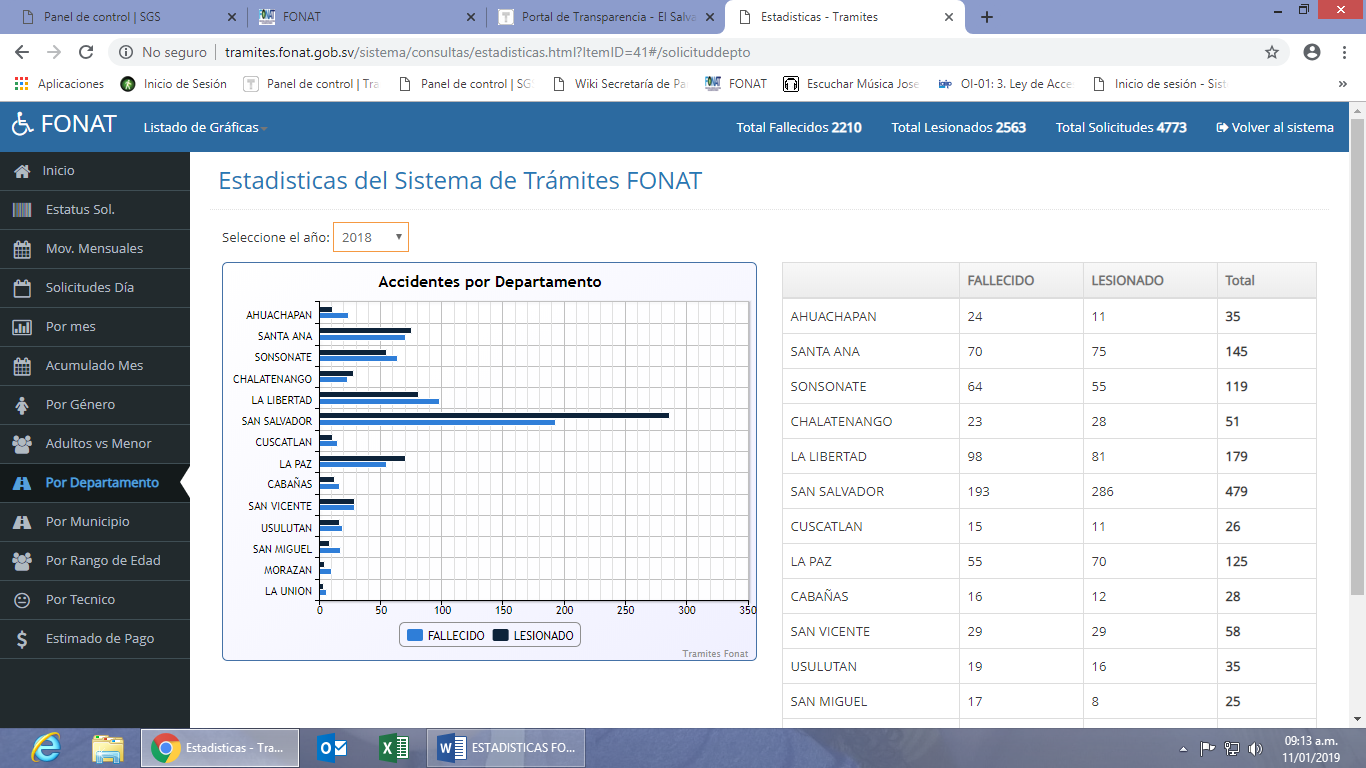 Panel de control | SGS
FONAT
Portal de Transparencia - El Salva
Estadisticas - Tramites
No seguro | tramites.fonat.gob.sv/sistema/consultas/estadisticas.html?ItemID=41#/solicituddepto
Aplicaciones
Inicio de Sesión
Panel de control | Tra
Panel de control | SG
Wiki Secretaría de Pa
FONAT
Escuchar Música Jose
OI-01: 3. Ley de Acce
Inicio de sesión - Sist
»
FONAT
Listado de Gráficas
Total Fallecidos 2210
Total Lesionados 2563
Total Solicitudes 4773
Volver al sistema
Inicio
Estatus Sol.
Mov. Mensuales
Solicitudes Día
Por mes
Acumulado Mes
Por Género
Adultos vs Menor
Por Departamento
Por Municipio
Por Rango de Edad
Por Tecnico
Estimado de Pago
Estadisticas del Sistema de Trámites FONAT
Seleccione el año: 2018
Accidentes por Departamento
AHUACHAPAN
SANTA ANA
SONSONATE
CHALATENANGO
LA LIBERTAD
SAN SALVADOR
CUSCATLAN
LA PAZ
CABAÑAS
SAN VICENTE
USULUTAN
SAN MIGUEL
MORAZAN
LA UNION
0 50 100 150 200 250 300 350
FALLECIDO LESIONADO
Tramites Fonat
FALLECIDO LESIONADO Total
AHUACHAPAN 24 11 35
SANTA ANA 70 75 145
SONSONATE 64 55 119
CHALATENANGO 23 28 51
LA LIBERTAD 98 81 179
SAN SALVADOR 193 286 479
CUSCATLAN 15 11 26
LA PAZ 55 70 125
CABAÑAS 16 12 28
SAN VICENTE 29 29 58
USULUTAN 19 16 35
SAN MIGUEL 17 8 25
Estadisticas - Tra...
ESTADISTICAS FO...
09:13 a.m.
11/01/2019